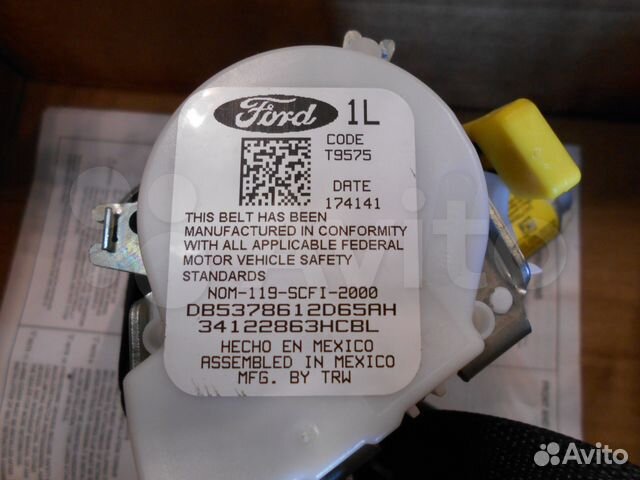 Ford 1L
CODE
T9575
DATE
174141
THIS BELT HAS BEEN
MANUFACTURED IN CONFORMITY
WITH ALL APPLICABLE FEDERAL
MOTOR VEHICLE SAFETY
STANDARDS
NOM-119-SCFI-2000
DB5378612D65AH
34122863HCBL
HECHO EN MEXICO
ASSEMBLED IN MEXICO
MFG. BY TRW
Avito
Avito